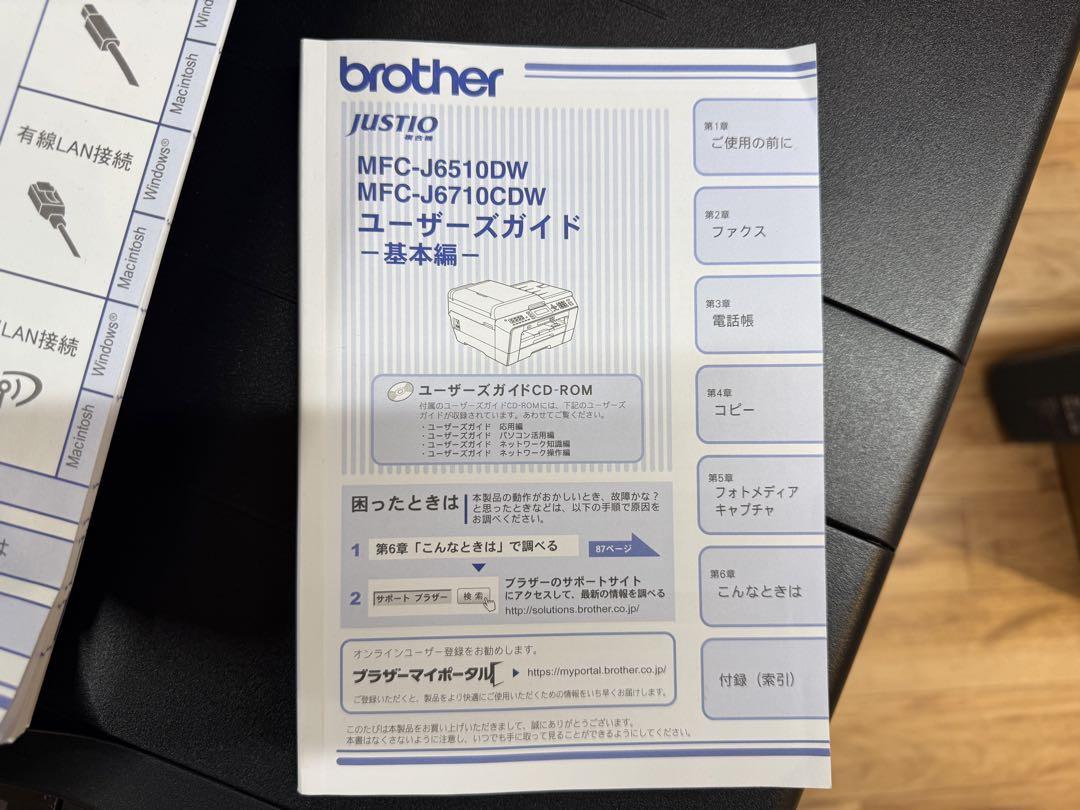 Wind
Macintosh
有線LAN接続
Windows®
Macintosh
LAN接続
Windows®
Macintosh
は
brother
JUSTIO
複合機
MFC-J6510DW
MFC-J6710CDW
ユーザーズガイド
－基本編－
ユーザーズガイドCD-ROM
付属のユーザーズガイドCD-ROMには、下記のユーザーズ
ガイドが収録されています。あわせてご覧ください。
・ユーザーズガイド 応用編
・ユーザーズガイド パソコン活用編
・ユーザーズガイド ネットワーク知識編
・ユーザーズガイド ネットワーク操作編
困ったときは
本製品の動作がおかしいとき、故障かな？
と思ったときなどは、以下の手順で原因を
お調べください。
1 第6章「こんなときは」で調べる 87ページ
2 サポート ブラザー 検索
ブラザーのサポートサイト
にアクセスして、最新の情報を調べる
http://solutions.brother.co.jp/
オンラインユーザー登録をお勧めします。
ブラザーマイポータル https://myportal.brother.co.jp/
ご登録いただくと、製品をより快適にご使用いただくための情報をいち早くお届けします。
このたびは本製品をお買い上げいただきまして、誠にありがとうございます。
本書はなくさないように注意し、いつでも手に取って見ることができるようにしてください。
第1章
ご使用の前に
第2章
ファクス
第3章
電話帳
第4章
コピー
第5章
フォトメディア
キャプチャ
第6章
こんなときは
付録（索引）